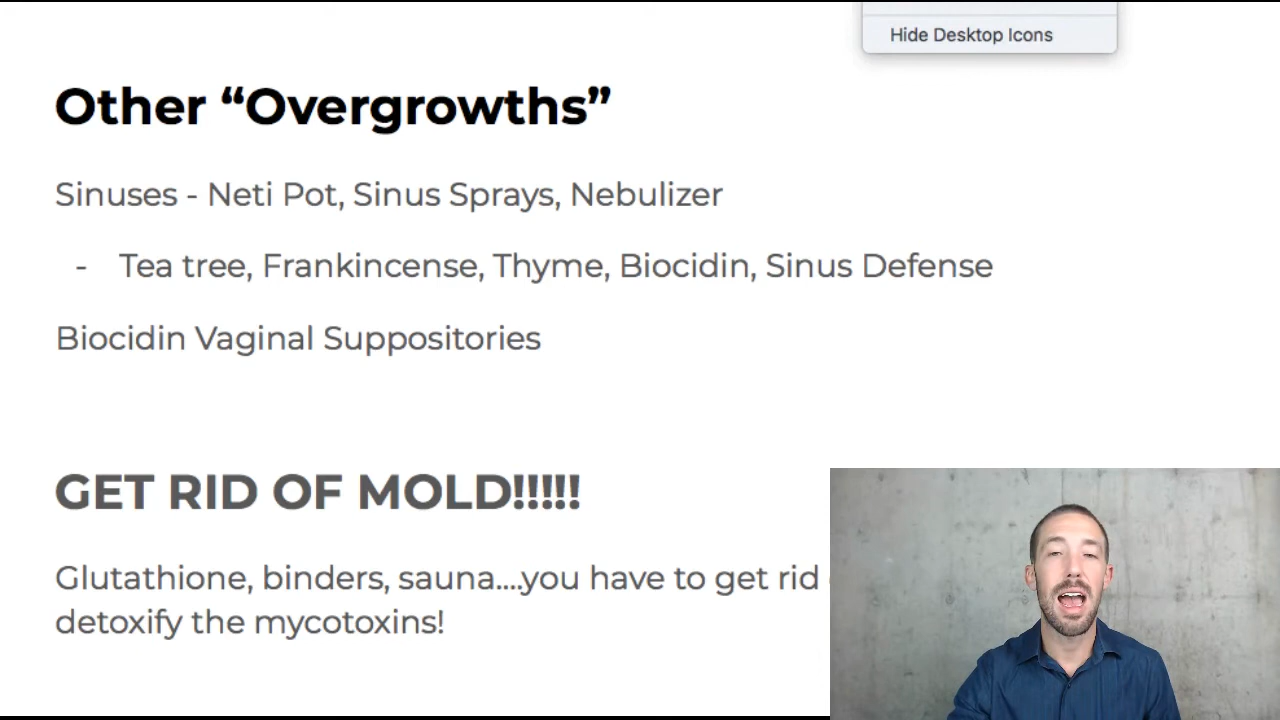 Hide Desktop Icons
Other “Overgrowths”
Sinuses - Neti Pot, Sinus Sprays, Nebulizer
- Tea tree, Frankincense, Thyme, Biocidin, Sinus Defense
Biocidin Vaginal Suppositories
GET RID OF MOLD!!!!!
Glutathione, binders, sauna....you have to get rid
detoxify the mycotoxins!